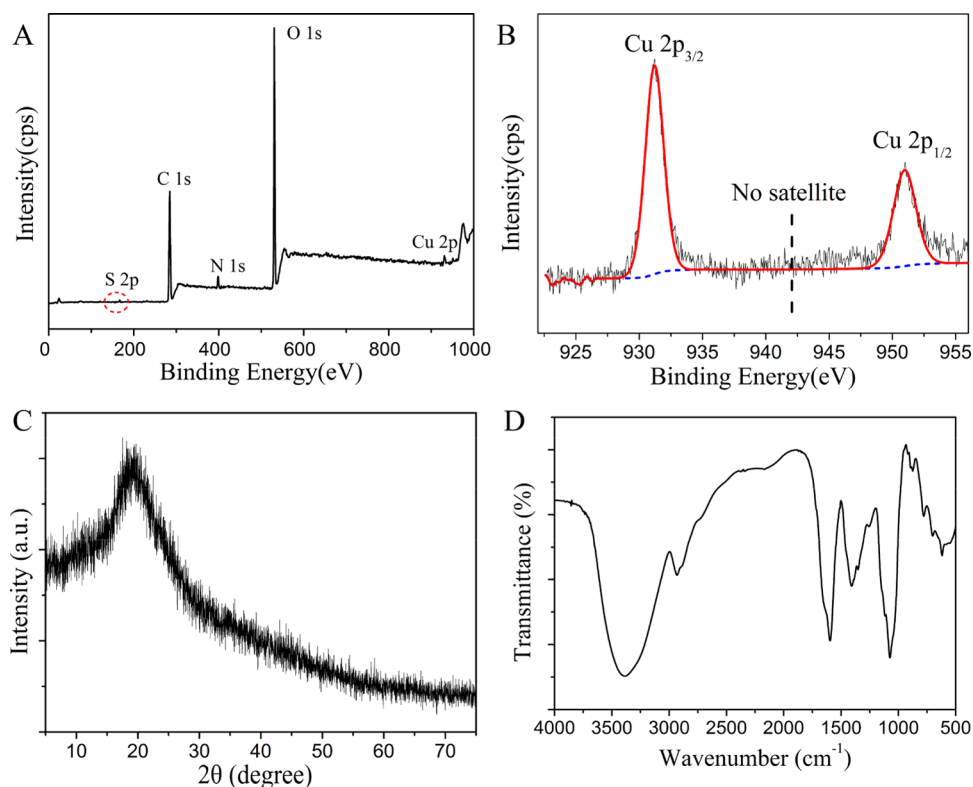 A
O 1s
C 1s
N 1s
S 2p
Cu 2p
Intensity(cps)
0 200 400 600 800 1000
Binding Energy(eV)
B
Cu 2p3/2
Cu 2p1/2
No satellite
Intensity(cps)
925 930 935 940 945 950 955
Binding Energy(eV)
C
Intensity (a.u.)
10 20 30 40 50 60 70
2θ (degree)
D
Transmittance (%)
4000 3500 3000 2500 2000 1500 1000 500
Wavenumber (cm-1)